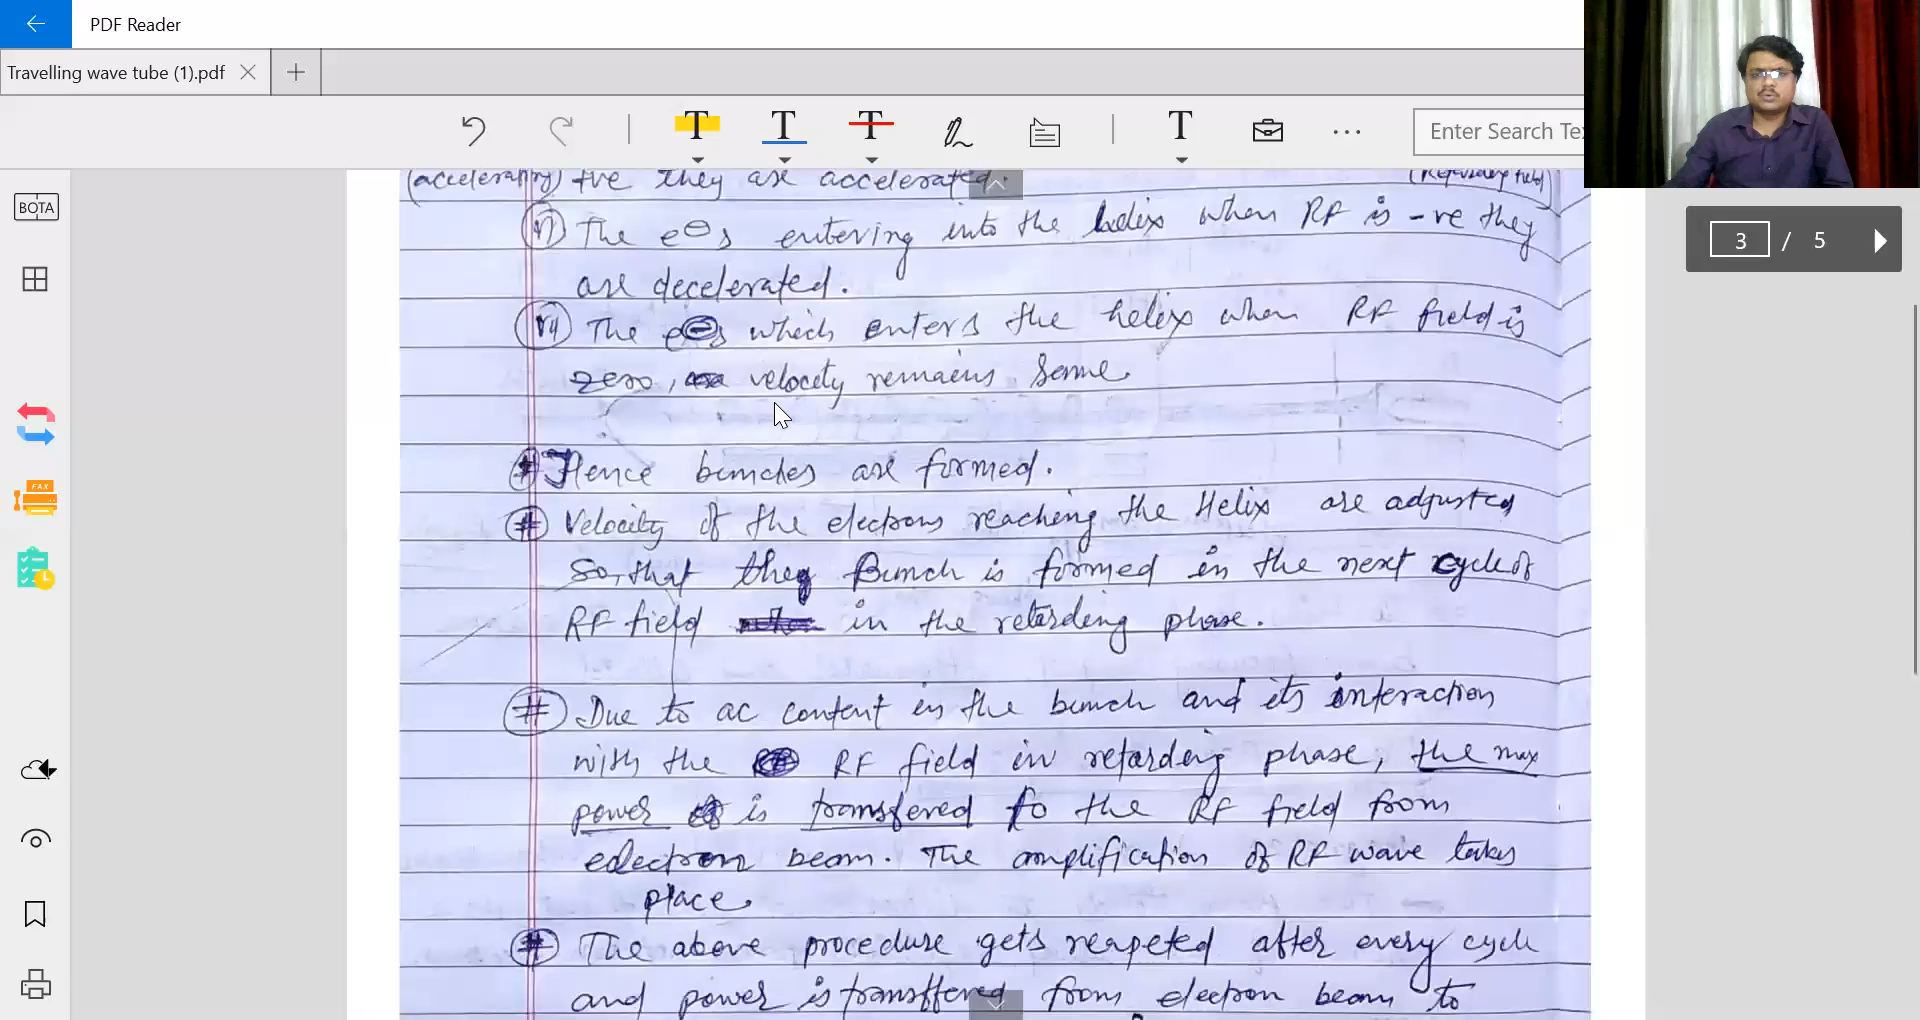 PDF Reader
Travelling wave tube (1).pdf
Enter Search Te
BOTA
3 / 5
FAX
(accelerating) +ve they are accelerated. (Retarding field)
vi) The e⊖s entering into the helix when RF is -ve they
are decelerated.
vii) The e⊖s which enters the helix when RF field is
zero, velocity remains same.
# Hence bunches are formed.
# Velocity of the electrons reaching the Helix are adjusted
so, that they Bunch is formed in the next cycle of
RF field in the retarding phase.
# Due to ac content in the bunch and its interaction
with the RF field in retarding phase, the max
power is transfered to the RF field from
edectron beam. The amplification of RF wave takes
place.
# The above procedure gets reapeted after every cycle
and power is transffered from electron beam to